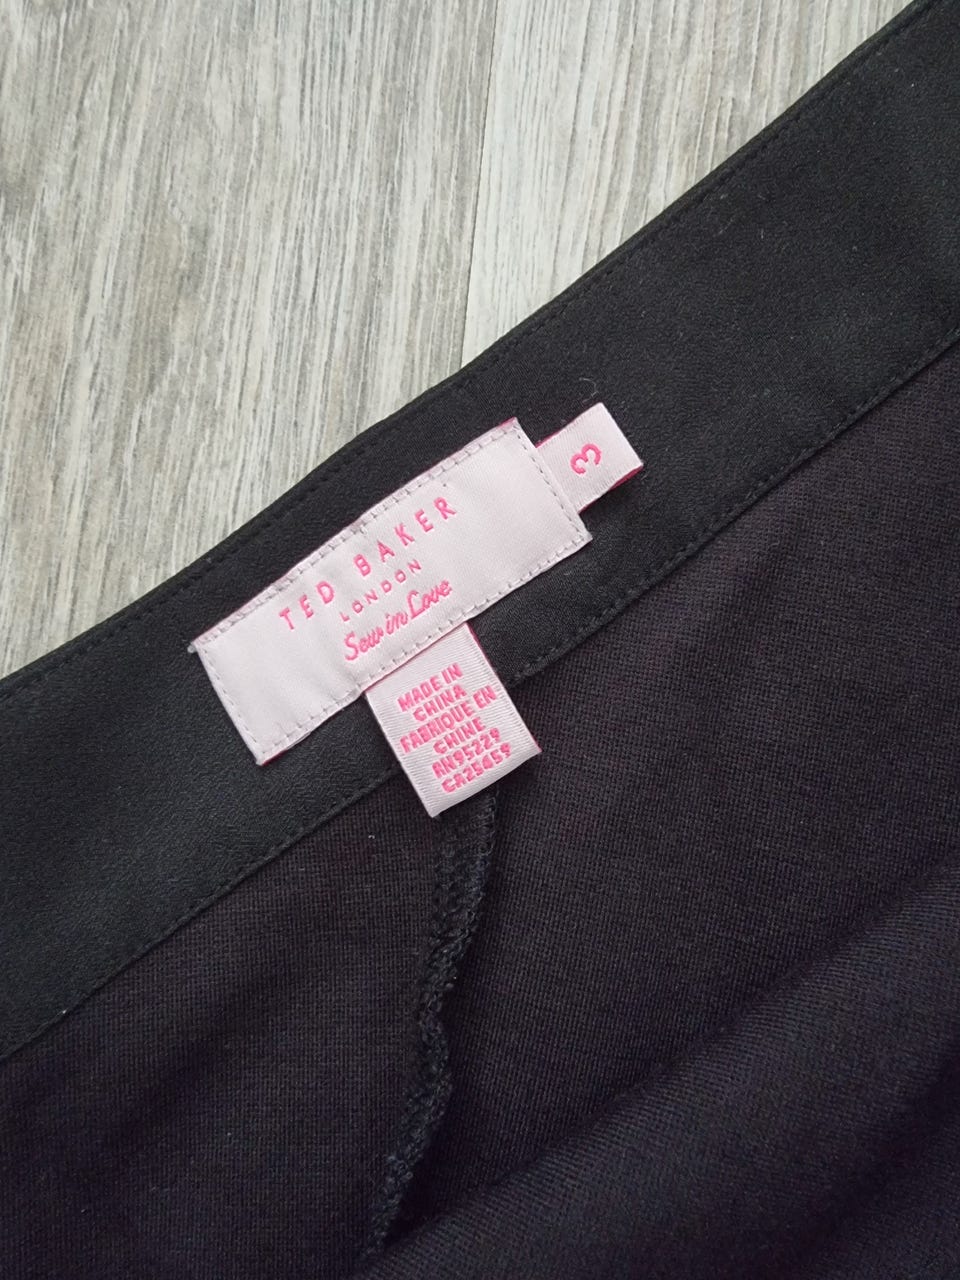 TED BAKER
LONDON
Sew in Love
3
MADE IN
CHINA
FABRIQUE EN
CHINE
RN95229
CA25459